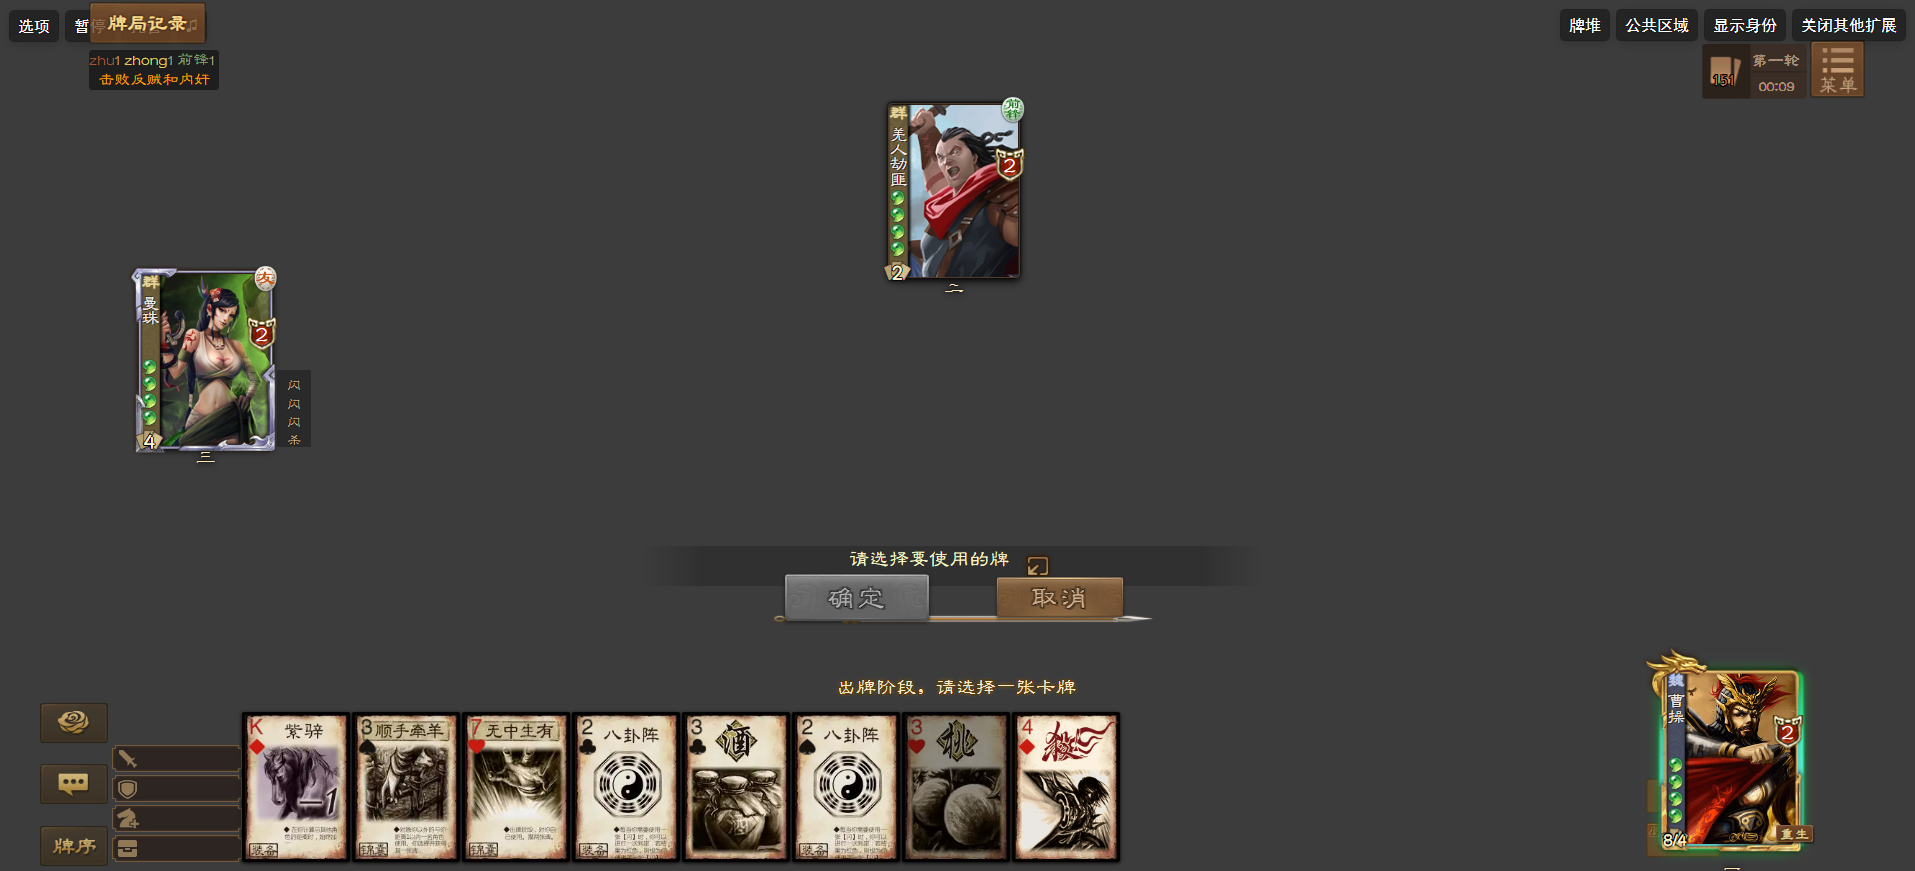 选项
暂停
牌局记录
牌堆
公共区域
显示身份
关闭其他扩展
zhu1 zhong1 前锋1
击败反贼和内奸
151
第一轮
00:09
菜单
群
羌人劫匪
前锋
2
2
二
群
曼珠
友
2
4
三
闪
闪
闪
杀
请选择要使用的牌
确定
取消
出牌阶段，请选择一张卡牌
牌序
K
紫骍
-1
装备
3
顺手牵羊
锦囊
7
无中生有
锦囊
2
八卦阵
装备
3
酒
2
八卦阵
装备
3
桃
4
杀
魏
曹操
2
8/4
重生